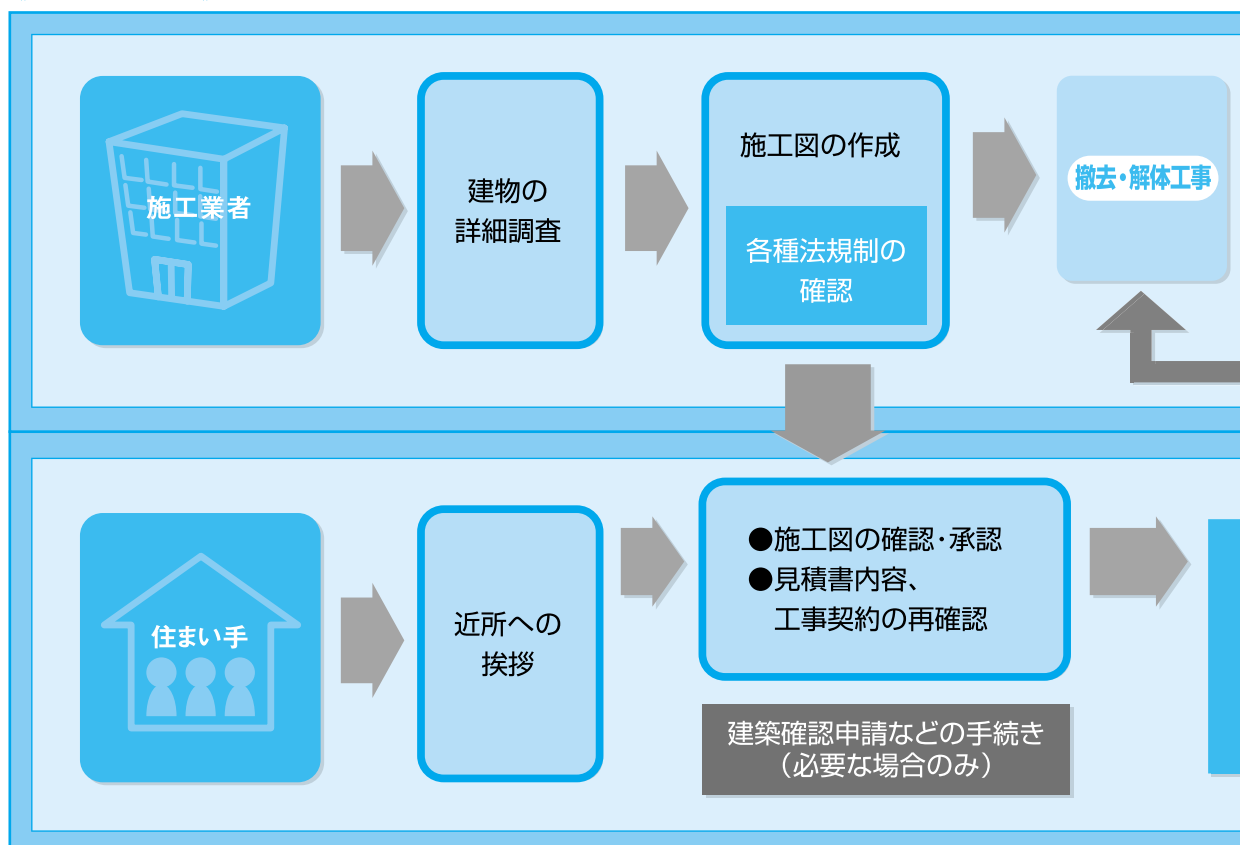 施工業者
建物の
詳細調査
施工図の作成
各種法規制の
確認
撤去・解体工事
住まい手
近所への
挨拶
●施工図の確認・承認
●見積書内容、
工事契約の再確認
建築確認申請などの手続き
（必要な場合のみ）